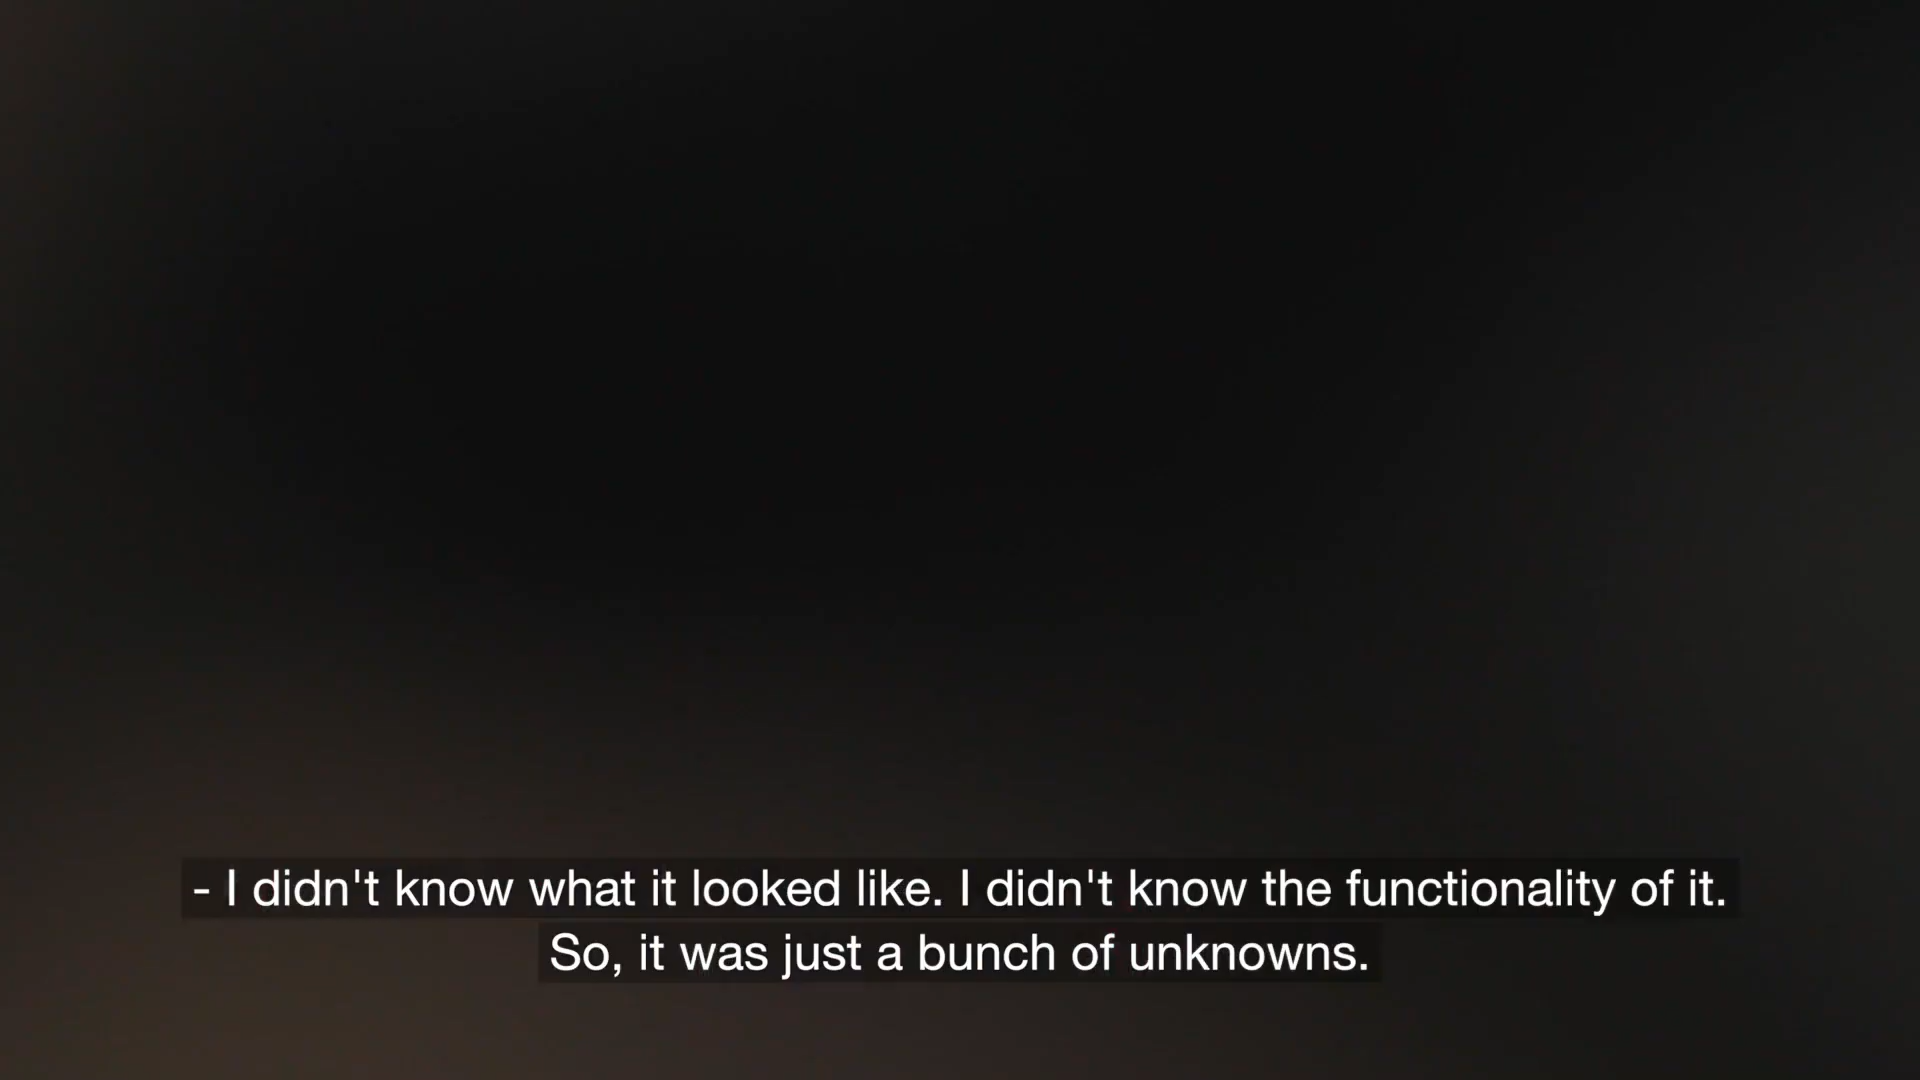 - I didn't know what it looked like. I didn't know the functionality of it.
So, it was just a bunch of unknowns.